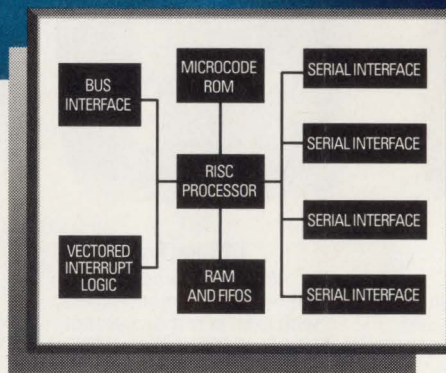 BUS
INTERFACE
MICROCODE
ROM
SERIAL INTERFACE
SERIAL INTERFACE
RISC
PROCESSOR
SERIAL INTERFACE
VECTORED
INTERRUPT
LOGIC
RAM
AND FIFOS
SERIAL INTERFACE